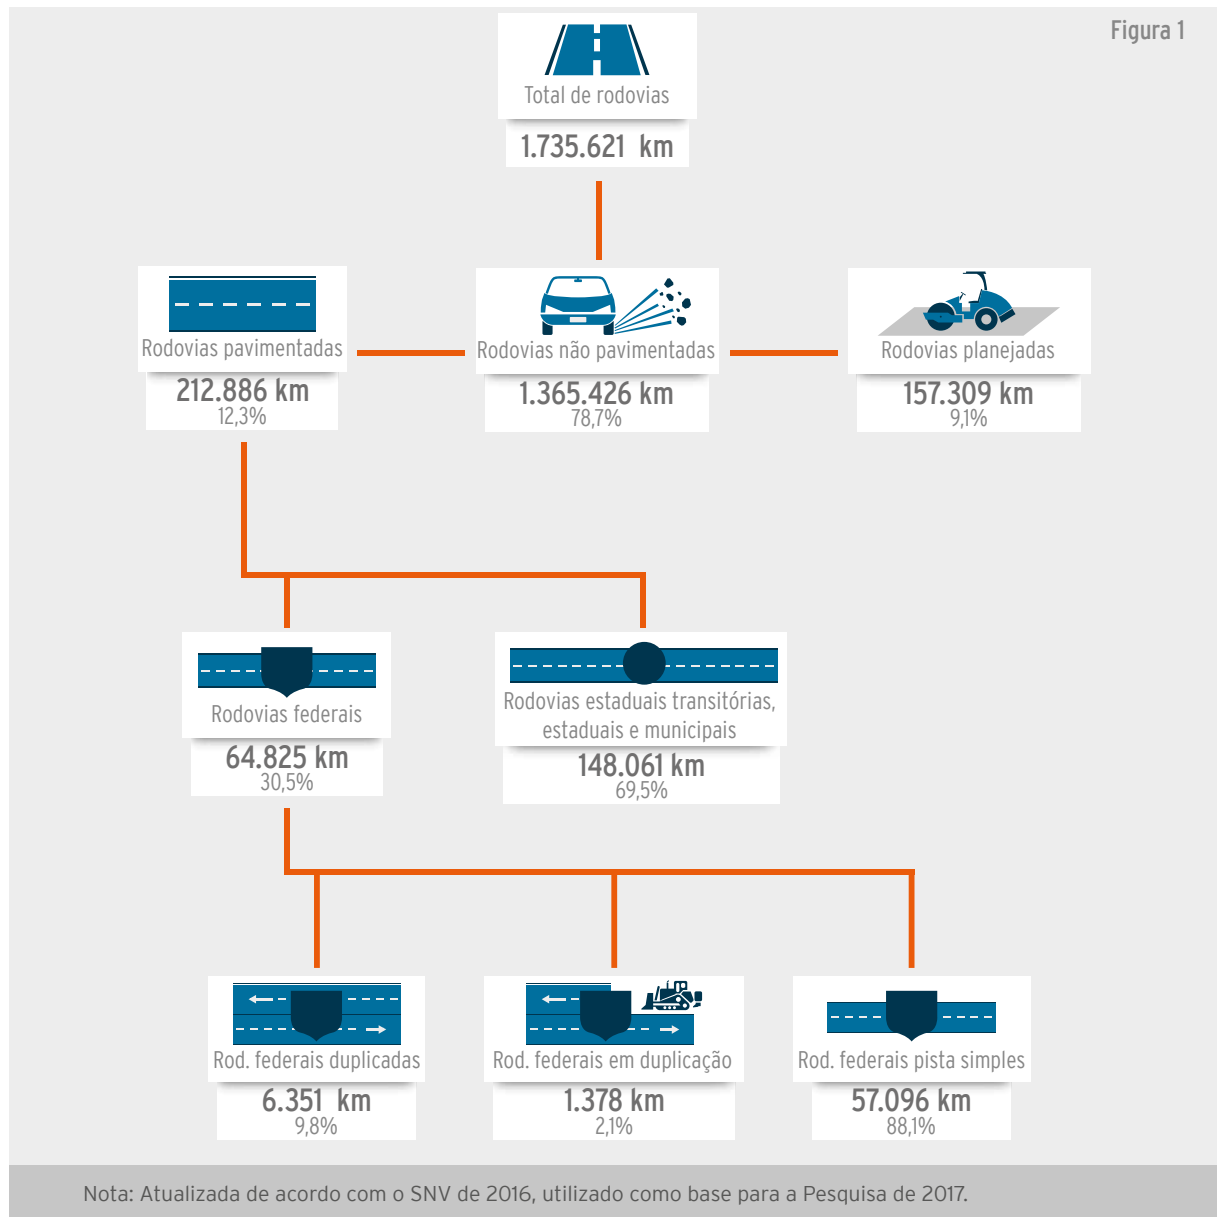 Figura 1
Total de rodovias
1.735.621 km
Rodovias pavimentadas
212.886 km
12,3%
Rodovias não pavimentadas
1.365.426 km
78,7%
Rodovias planejadas
157.309 km
9,1%
Rodovias federais
64.825 km
30,5%
Rodovias estaduais transitórias,
estaduais e municipais
148.061 km
69,5%
Rod. federais duplicadas
6.351 km
9,8%
Rod. federais em duplicação
1.378 km
2,1%
Rod. federais pista simples
57.096 km
88,1%
Nota: Atualizada de acordo com o SNV de 2016, utilizado como base para a Pesquisa de 2017.